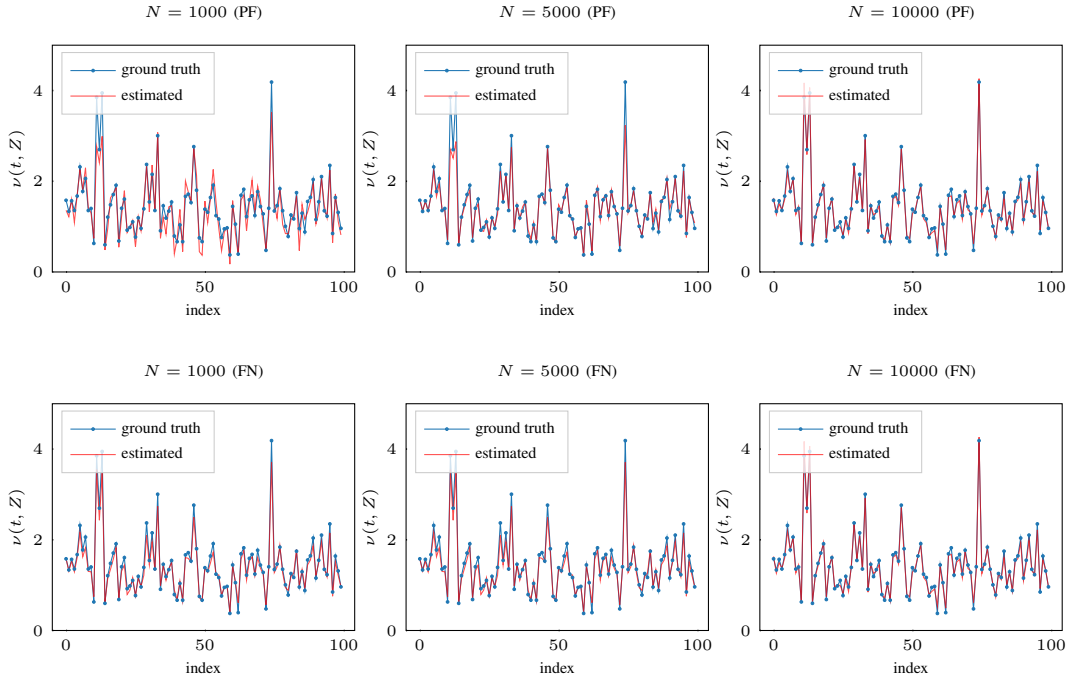 N = 1000 (PF)
ν(t, Z)
4
2
0
ground truth
estimated
0
50
100
index
N = 5000 (PF)
ν(t, Z)
4
2
0
ground truth
estimated
0
50
100
index
N = 10000 (PF)
ν(t, Z)
4
2
0
ground truth
estimated
0
50
100
index
N = 1000 (FN)
ν(t, Z)
4
2
0
ground truth
estimated
0
50
100
index
N = 5000 (FN)
ν(t, Z)
4
2
0
ground truth
estimated
0
50
100
index
N = 10000 (FN)
ν(t, Z)
4
2
0
ground truth
estimated
0
50
100
index